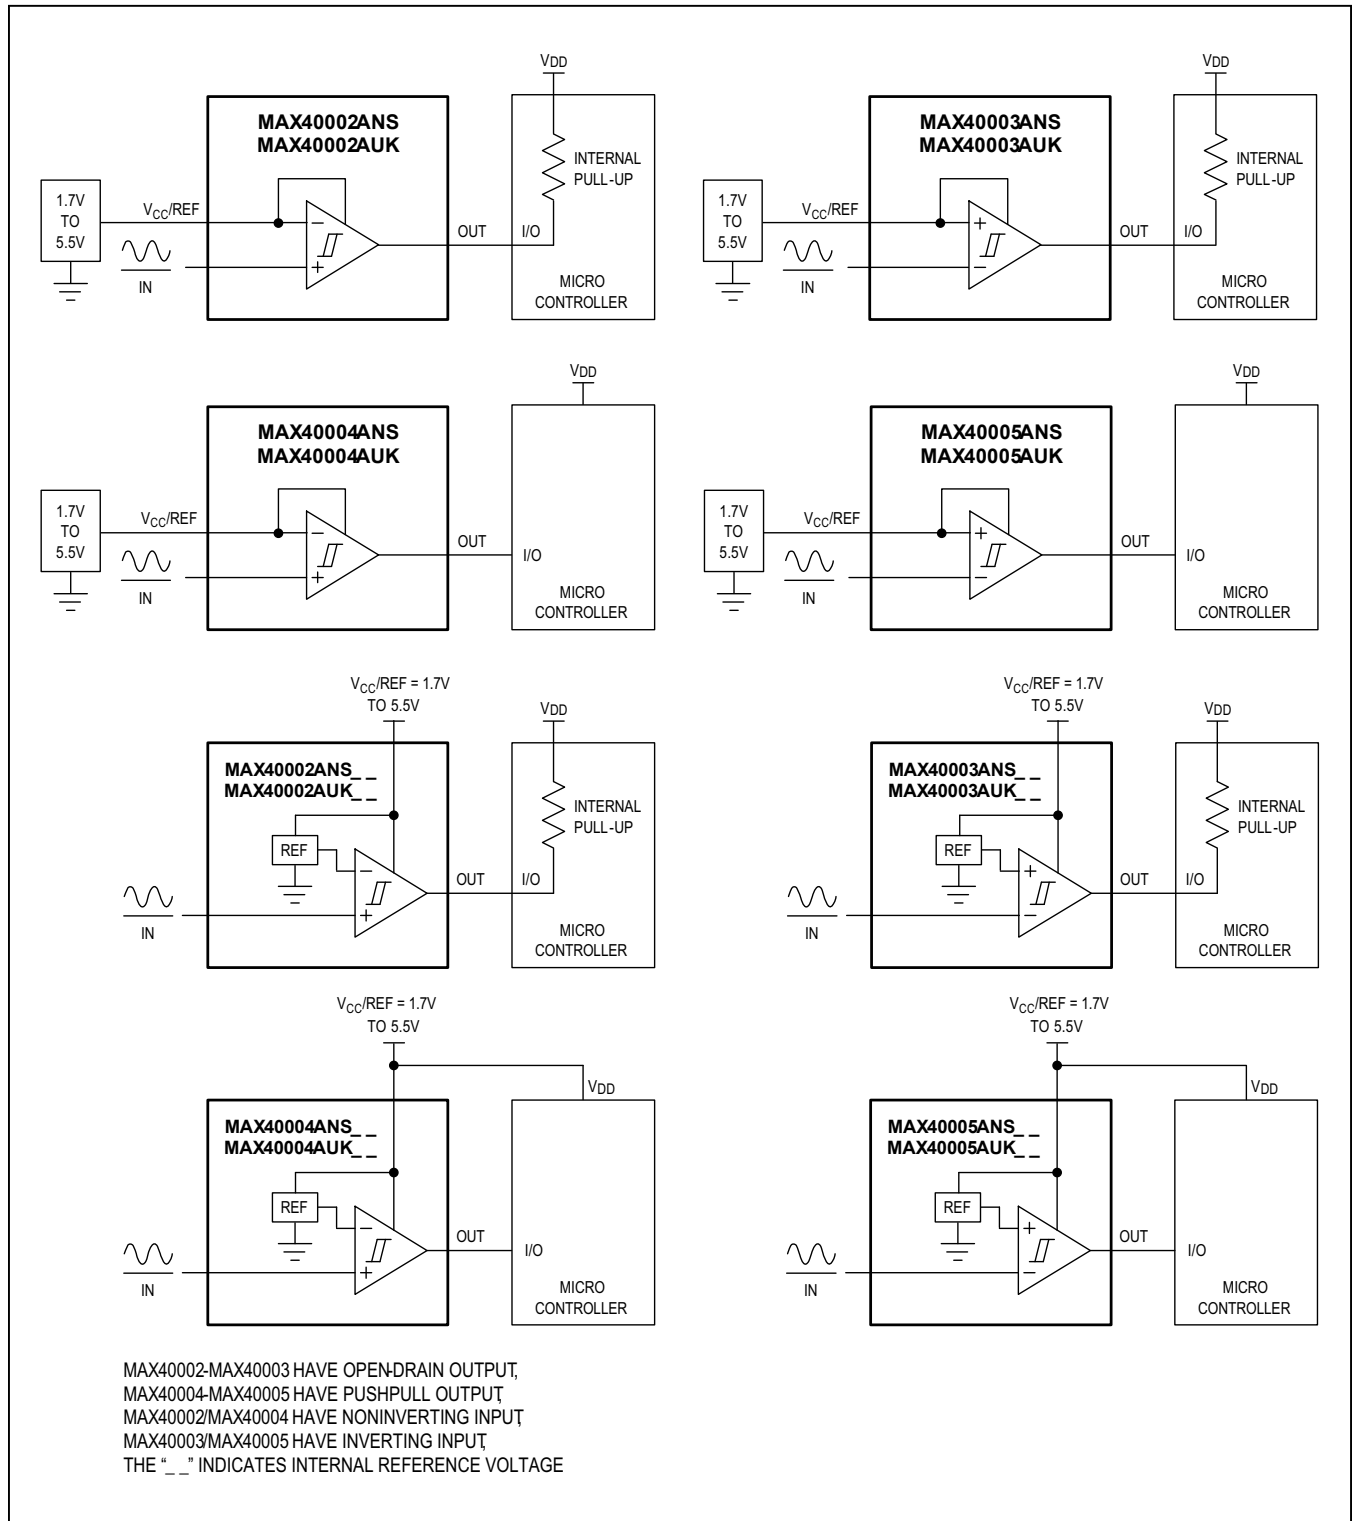 VDD
MAX40002ANS
MAX40002AUK
INTERNAL
PULL-UP
1.7V
TO
5.5V
VCC/REF
IN
−
+
OUT
I/O
MICRO
CONTROLLER
VDD
MAX40003ANS
MAX40003AUK
INTERNAL
PULL-UP
1.7V
TO
5.5V
VCC/REF
IN
+
−
OUT
I/O
MICRO
CONTROLLER
VDD
MAX40004ANS
MAX40004AUK
1.7V
TO
5.5V
VCC/REF
IN
−
+
OUT
I/O
MICRO
CONTROLLER
VDD
MAX40005ANS
MAX40005AUK
1.7V
TO
5.5V
VCC/REF
IN
+
−
OUT
I/O
MICRO
CONTROLLER
VCC/REF = 1.7V
TO 5.5V
VDD
MAX40002ANS_ _
MAX40002AUK_ _
INTERNAL
PULL-UP
REF
−
+
IN
OUT
I/O
MICRO
CONTROLLER
VCC/REF = 1.7V
TO 5.5V
VDD
MAX40003ANS_ _
MAX40003AUK_ _
INTERNAL
PULL-UP
REF
+
−
IN
OUT
I/O
MICRO
CONTROLLER
VCC/REF = 1.7V
TO 5.5V
VDD
MAX40004ANS_ _
MAX40004AUK_ _
REF
−
+
IN
OUT
I/O
MICRO
CONTROLLER
VCC/REF = 1.7V
TO 5.5V
VDD
MAX40005ANS_ _
MAX40005AUK_ _
REF
+
−
IN
OUT
I/O
MICRO
CONTROLLER
MAX40002-MAX40003 HAVE OPEN-DRAIN OUTPUT,
MAX40004-MAX40005 HAVE PUSHPULL OUTPUT,
MAX40002/MAX40004 HAVE NONINVERTING INPUT,
MAX40003/MAX40005 HAVE INVERTING INPUT,
THE “_ _” INDICATES INTERNAL REFERENCE VOLTAGE